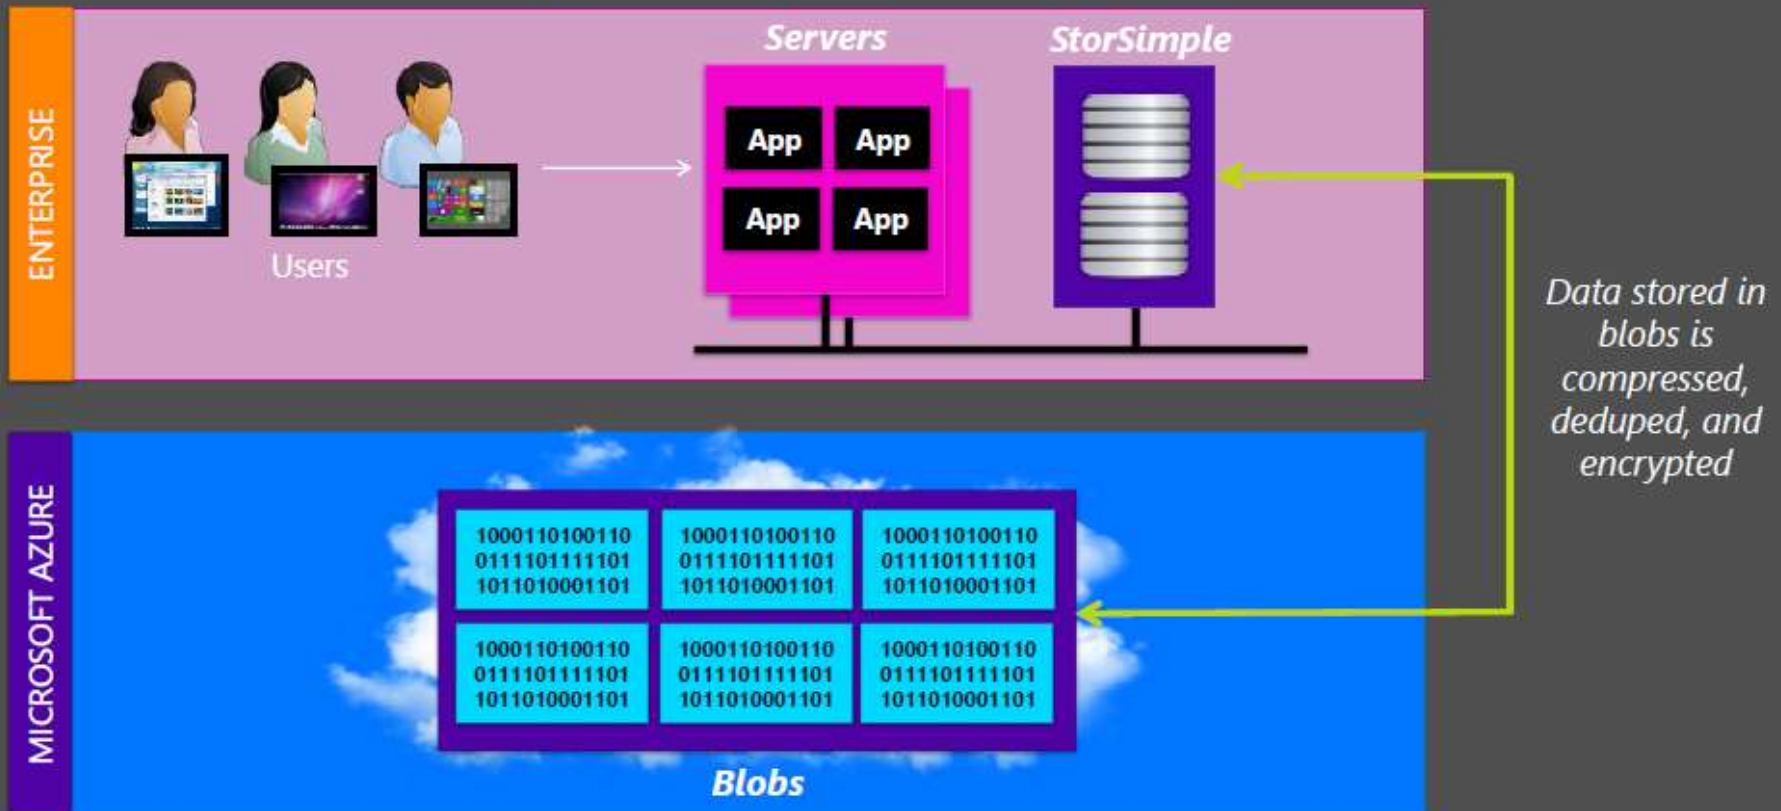 ENTERPRISE
Servers
StorSimple
App App
App App
Users
Data stored in
blobs is
compressed,
deduped, and
encrypted
MICROSOFT AZURE
1000110100110 1000110100110 1000110100110
0111101111101 0111101111101 0111101111101
1011010001101 1011010001101 1011010001101
1000110100110 1000110100110 1000110100110
0111101111101 0111101111101 0111101111101
1011010001101 1011010001101 1011010001101
Blobs